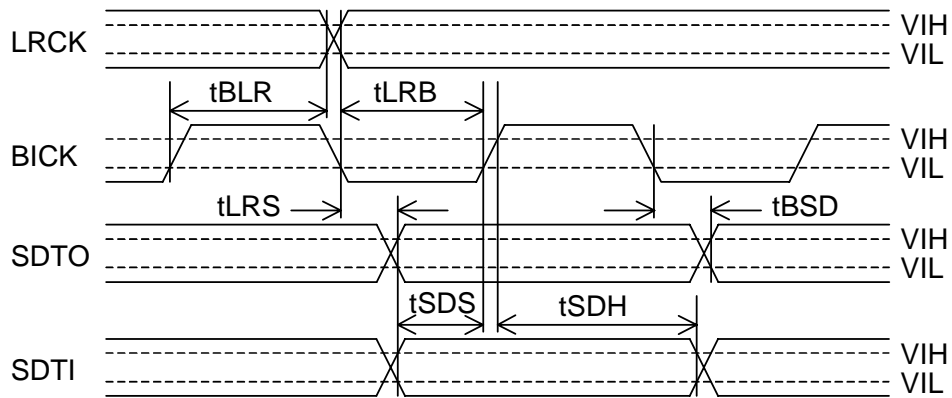 LRCK
VIH
VIL
tBLR
tLRB
BICK
VIH
VIL
tLRS
tBSD
SDTO
VIH
VIL
tSDS
tSDH
SDTI
VIH
VIL